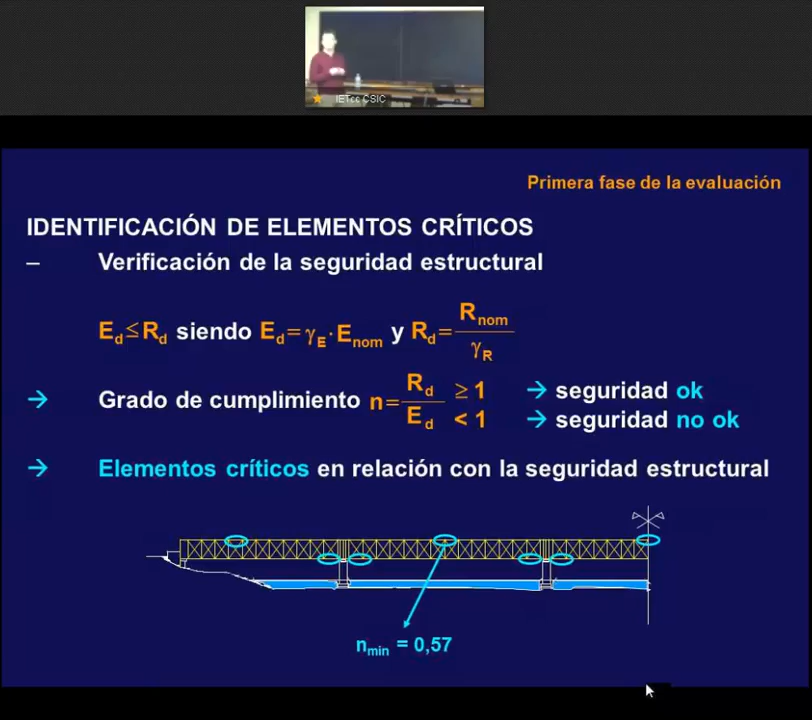 IETcc CSIC
Primera fase de la evaluación
IDENTIFICACIÓN DE ELEMENTOS CRÍTICOS
– Verificación de la seguridad estructural
E_d ≤ R_d siendo E_d = γ_E · E_nom y R_d = R_nom / γ_R
→ Grado de cumplimiento n = R_d / E_d ≥ 1 → seguridad ok
< 1 → seguridad no ok
→ Elementos críticos en relación con la seguridad estructural
n_min = 0,57